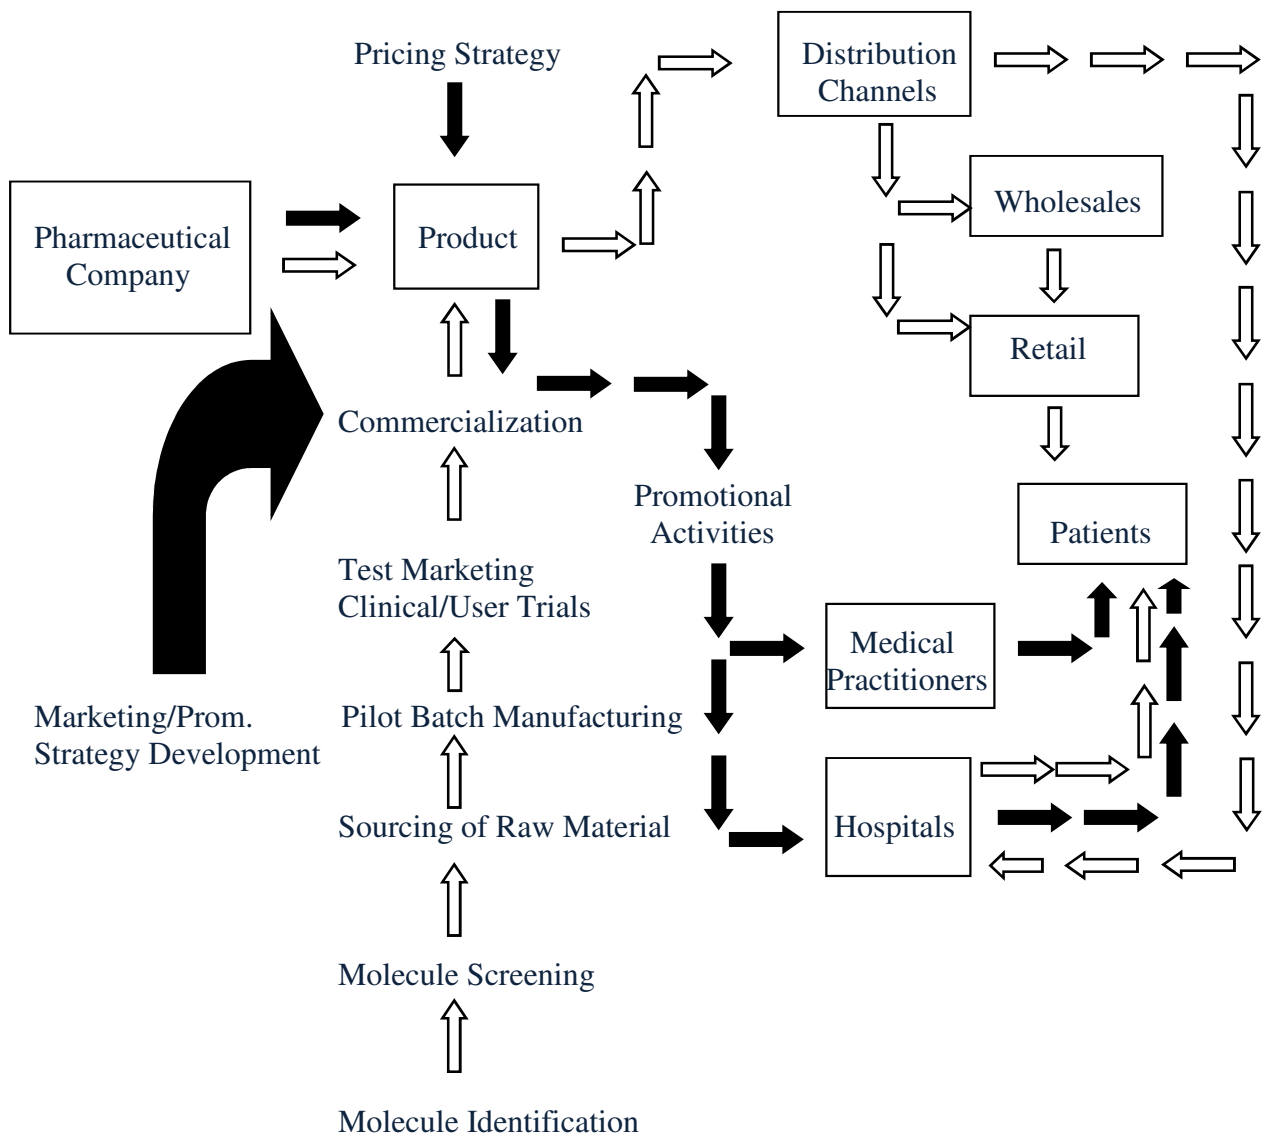 Pricing Strategy
Distribution
Channels
Wholesales
Pharmaceutical
Company
Product
Retail
Commercialization
Promotional
Activities
Patients
Test Marketing
Clinical/User Trials
Medical
Practitioners
Marketing/Prom.
Strategy Development
Pilot Batch Manufacturing
Sourcing of Raw Material
Hospitals
Molecule Screening
Molecule Identification